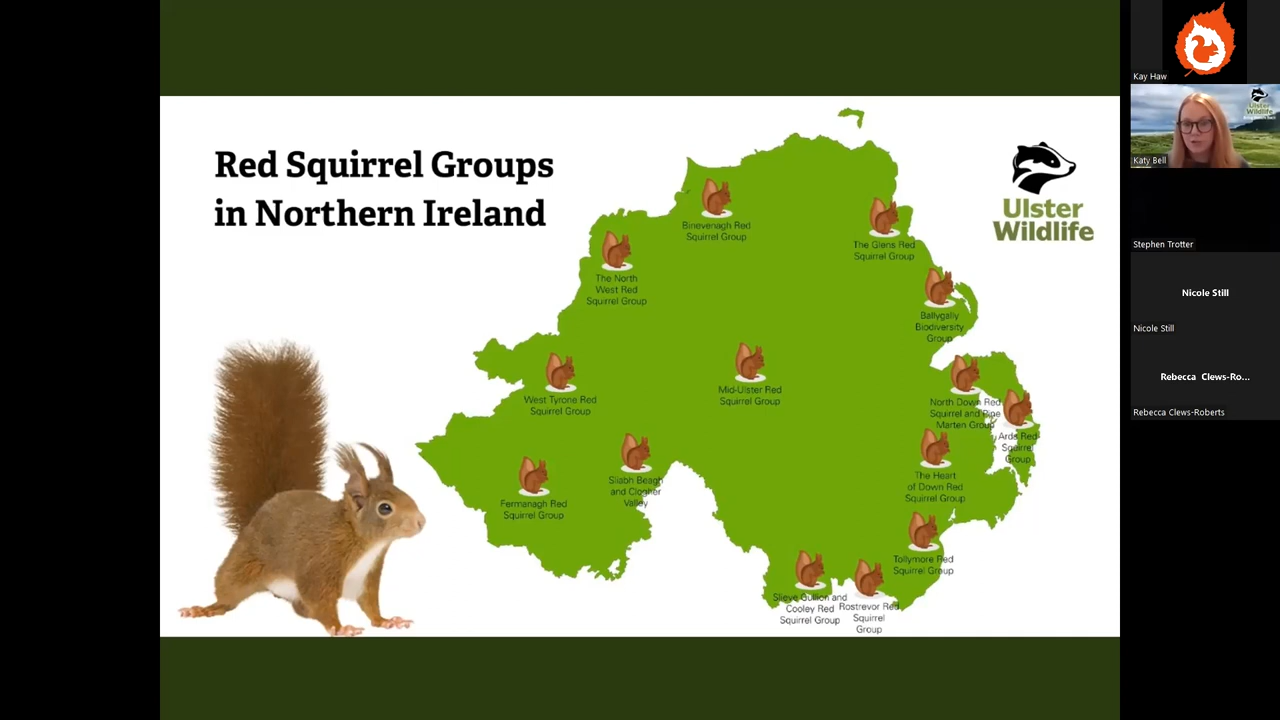 Red Squirrel Groups
in Northern Ireland
Ulster
Wildlife
Binevenagh Red
Squirrel Group
The Glens Red
Squirrel Group
The North
West Red
Squirrel Group
Ballygally
Biodiversity
Group
West Tyrone Red
Squirrel Group
Mid-Ulster Red
Squirrel Group
North Down Red
Squirrel and Pine
Marten Group
Ards Red
Squirrel
Group
Sliabh Beagh
and Clogher
Valley
The Heart
of Down Red
Squirrel Group
Fermanagh Red
Squirrel Group
Tollymore Red
Squirrel Group
Slieve Gullion and
Cooley Red
Squirrel Group
Rostrevor Red
Squirrel
Group
Kay Haw
Ulster
Wildlife
Katy Bell
Stephen Trotter
Nicole Still
Nicole Still
Rebecca Clews-Ro...
Rebecca Clews-Roberts